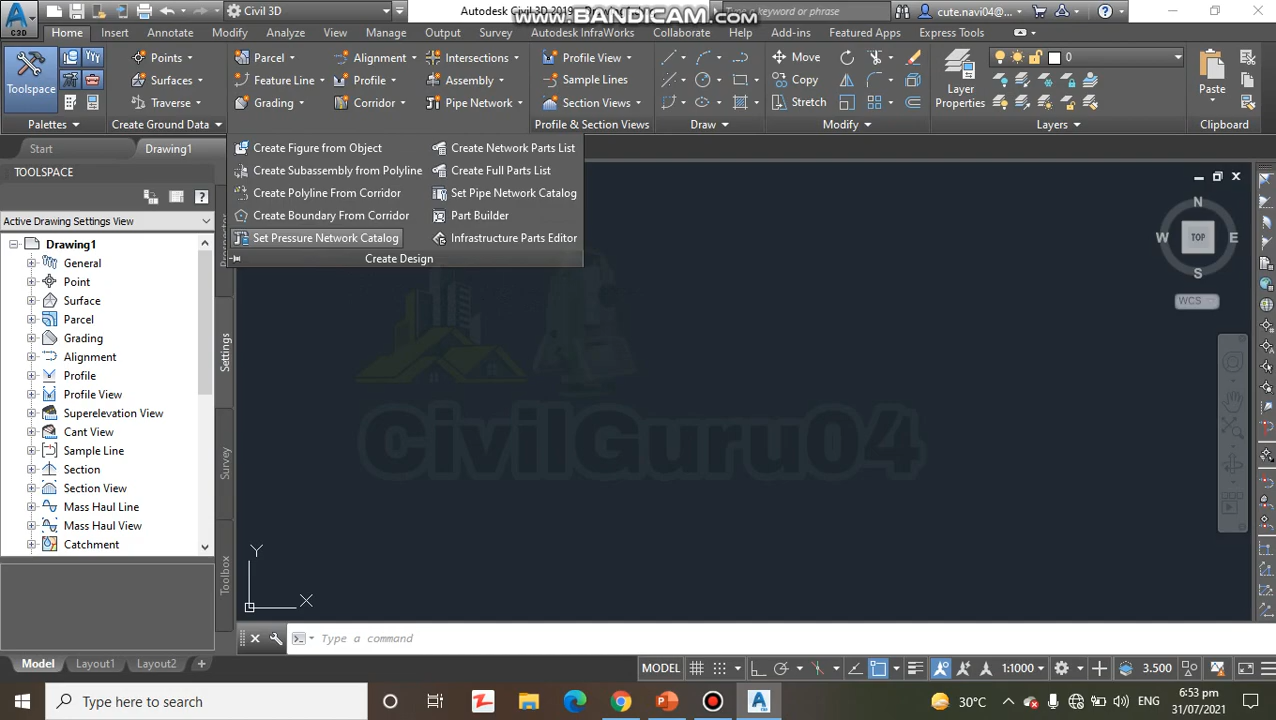 Civil 3D
Autodesk Civil 3D 2019
www.BANDICAM.com
Type a keyword or phrase
cute.navi04@...
Home Insert Annotate Modify Analyze View Manage Output Survey Autodesk InfraWorks Collaborate Help Add-ins Featured Apps Express Tools
Toolspace
Palettes
Points
Surfaces
Traverse
Create Ground Data
Parcel
Feature Line
Grading
Alignment
Profile
Corridor
Intersections
Assembly
Pipe Network
Profile View
Sample Lines
Section Views
Profile & Section Views
Draw
Move
Copy
Stretch
Modify
Layer
Properties
0
Layers
Paste
Clipboard
Create Figure from Object
Create Subassembly from Polyline
Create Polyline From Corridor
Create Boundary From Corridor
Set Pressure Network Catalog
Create Network Parts List
Create Full Parts List
Set Pipe Network Catalog
Part Builder
Infrastructure Parts Editor
Create Design
Start
Drawing1
TOOLSPACE
Active Drawing Settings View
Drawing1
General
Point
Surface
Parcel
Grading
Alignment
Profile
Profile View
Superelevation View
Cant View
Sample Line
Section
Section View
Mass Haul Line
Mass Haul View
Catchment
Settings
Survey
Toolbox
CivilGuru04
N
W TOP E
S
WCS
Y
X
Type a command
Model Layout1 Layout2
MODEL
1:1000
3.500
Type here to search
30°C
ENG
6:53 pm
31/07/2021